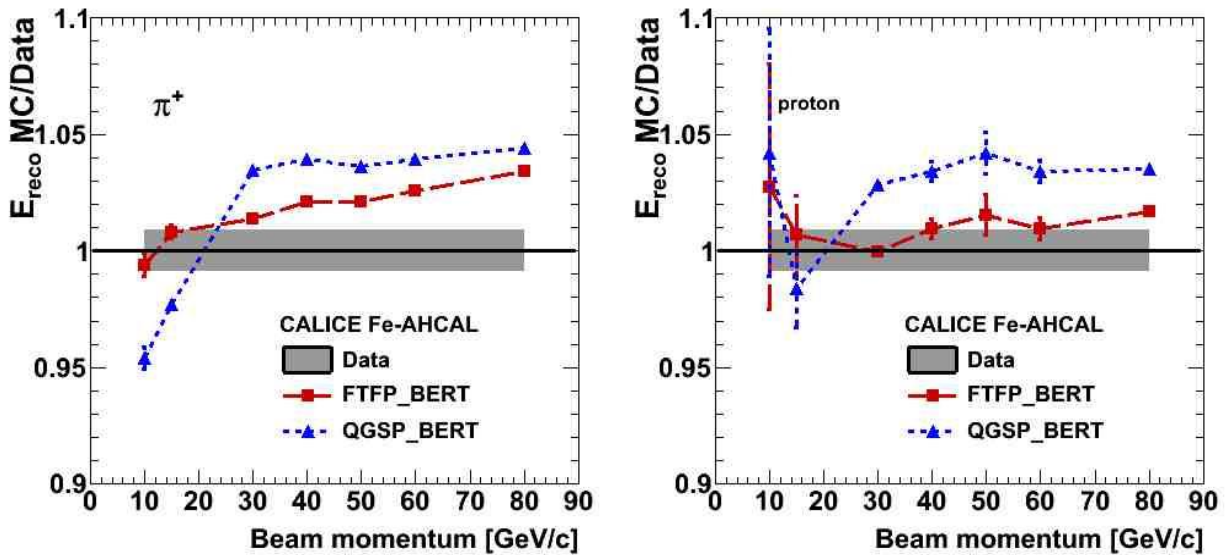 E_reco MC/Data
1.1
1.05
1
0.95
0.9
π⁺
CALICE Fe-AHCAL
Data
FTFP_BERT
QGSP_BERT
0 10 20 30 40 50 60 70 80 90
Beam momentum [GeV/c]
E_reco MC/Data
1.1
1.05
1
0.95
0.9
proton
CALICE Fe-AHCAL
Data
FTFP_BERT
QGSP_BERT
0 10 20 30 40 50 60 70 80 90
Beam momentum [GeV/c]